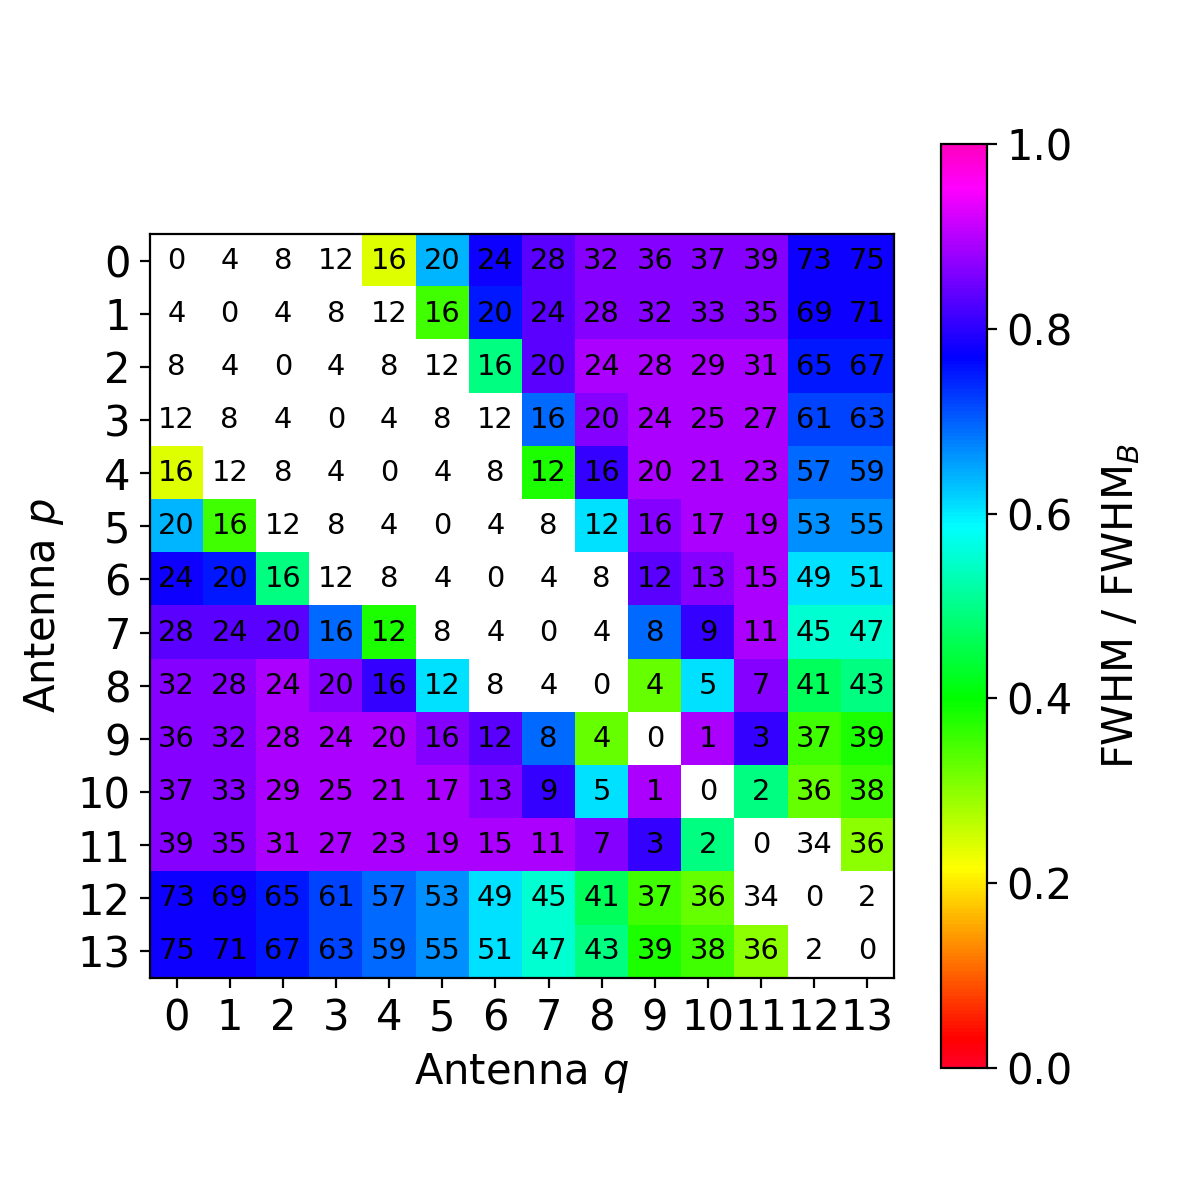 1.0
0 0 4 8 12 16 20 24 28 32 36 37 39 73 75
1 4 0 4 8 12 16 20 24 28 32 33 35 69 71
0.8
2 8 4 0 4 8 12 16 20 24 28 29 31 65 67
3 12 8 4 0 4 8 12 16 20 24 25 27 61 63
4 16 12 8 4 0 4 8 12 16 20 21 23 57 59
5 20 16 12 8 4 0 4 8 12 16 17 19 53 55
0.6
6 24 20 16 12 8 4 0 4 8 12 13 15 49 51
7 28 24 20 16 12 8 4 0 4 8 9 11 45 47
8 32 28 24 20 16 12 8 4 0 4 5 7 41 43
0.4
9 36 32 28 24 20 16 12 8 4 0 1 3 37 39
10 37 33 29 25 21 17 13 9 5 1 0 2 36 38
11 39 35 31 27 23 19 15 11 7 3 2 0 34 36
0.2
12 73 69 65 61 57 53 49 45 41 37 36 34 0 2
13 75 71 67 63 59 55 51 47 43 39 38 36 2 0
0 1 2 3 4 5 6 7 8 9 10 11 12 13
0.0
Antenna q
Antenna p
FWHM / FWHM_B